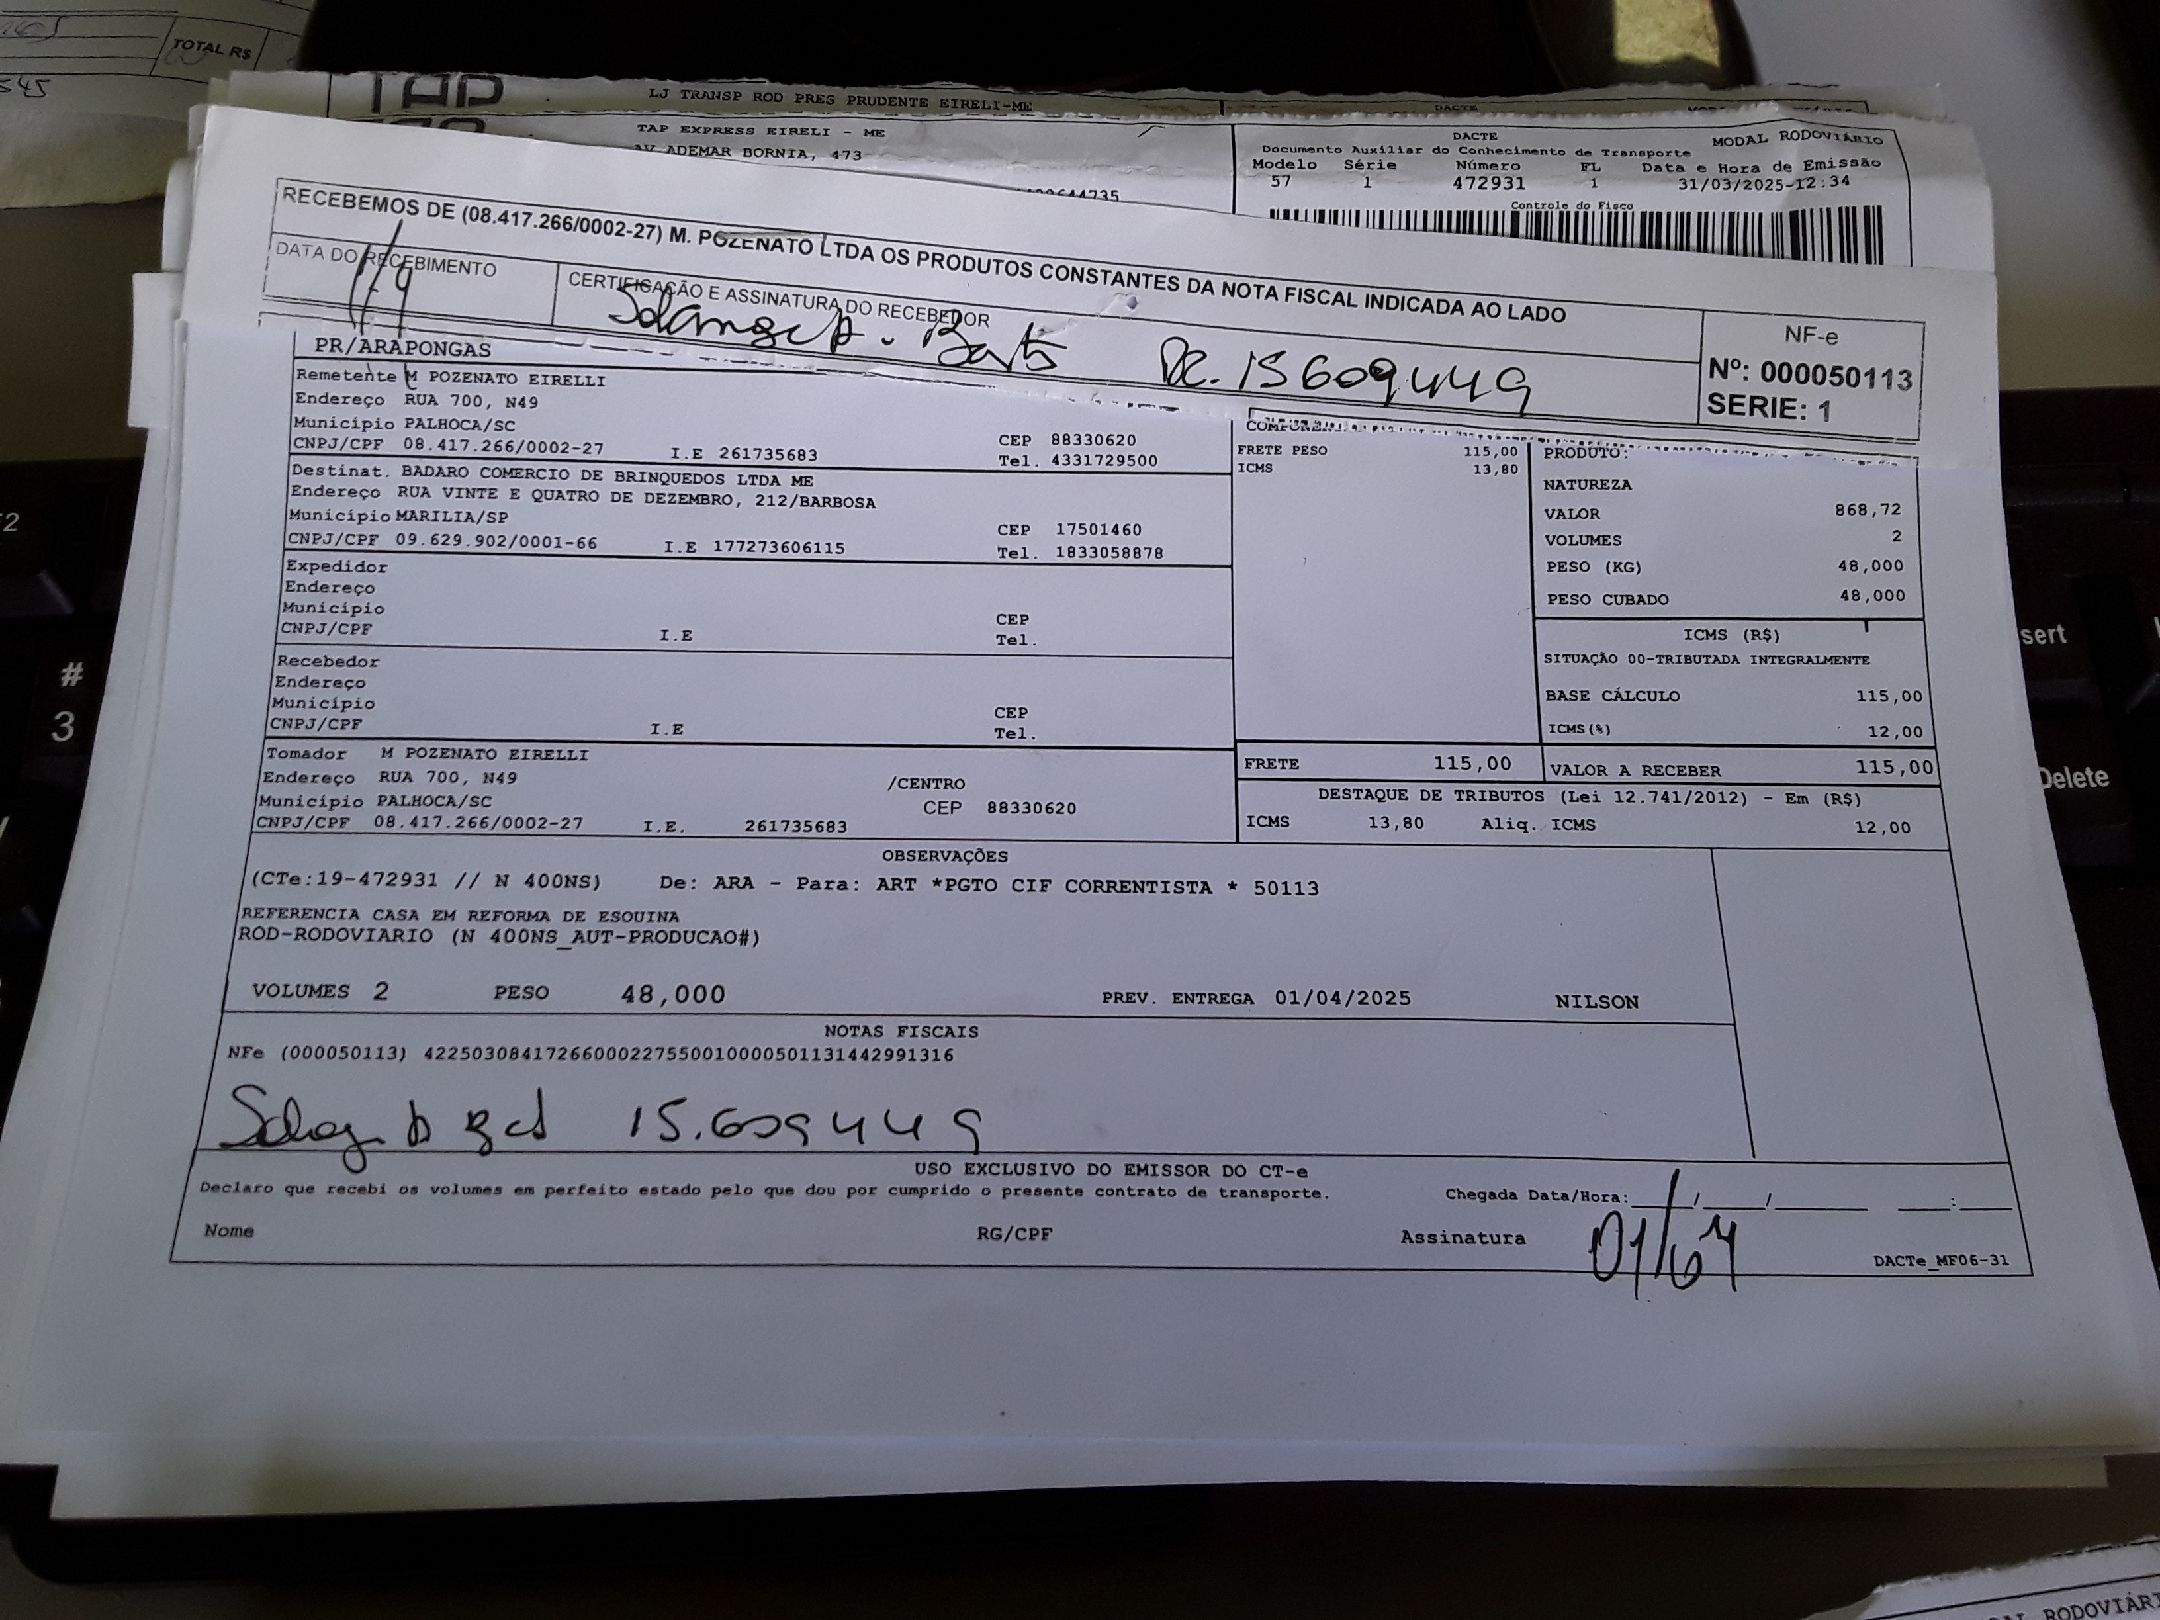 TOTAL R$
545
TAP
LJ TRANSP ROD PRES PRUDENTE EIRELI-ME
DACTE
TAP EXPRESS EIRELI - ME
AV ADEMAR BORNIA, 473
DACTE
MODAL RODOVIÁRIO
Documento Auxiliar do Conhecimento de Transporte
Modelo Série Número FL Data e Hora de Emissão
57 1 472931 1 31/03/2025-12:34
Controle do Fisco
RECEBEMOS DE (08.417.266/0002-27) M. POZENATO LTDA OS PRODUTOS CONSTANTES DA NOTA FISCAL INDICADA AO LADO
DATA DO RECEBIMENTO
CERTIFICAÇÃO E ASSINATURA DO RECEBEDOR
15609449
NF-e
Nº: 000050113
SERIE: 1
PR/ARAPONGAS
Remetente M POZENATO EIRELLI
Endereço RUA 700, N49
Município PALHOCA/SC
CEP 88330620
CNPJ/CPF 08.417.266/0002-27 I.E 261735683 Tel. 4331729500
Destinat. BADARO COMERCIO DE BRINQUEDOS LTDA ME
Endereço RUA VINTE E QUATRO DE DEZEMBRO, 212/BARBOSA
Município MARILIA/SP CEP 17501460
CNPJ/CPF 09.629.902/0001-66 I.E 177273606115 Tel. 1833058878
Expedidor
Endereço
Município CEP
CNPJ/CPF I.E Tel.
Recebedor
Endereço
Município CEP
CNPJ/CPF I.E Tel.
Tomador M POZENATO EIRELLI
Endereço RUA 700, N49 /CENTRO
Município PALHOCA/SC CEP 88330620
CNPJ/CPF 08.417.266/0002-27 I.E. 261735683
FRETE PESO 115,00
ICMS 13,80
PRODUTO:
NATUREZA
VALOR 868,72
VOLUMES 2
PESO (KG) 48,000
PESO CUBADO 48,000
ICMS (R$)
SITUAÇÃO 00-TRIBUTADA INTEGRALMENTE
BASE CÁLCULO 115,00
ICMS(%) 12,00
FRETE 115,00 VALOR A RECEBER 115,00
DESTAQUE DE TRIBUTOS (Lei 12.741/2012) - Em (R$)
ICMS 13,80 Aliq. ICMS 12,00
OBSERVAÇÕES
(CTe:19-472931 // N 400NS) De: ARA - Para: ART *PGTO CIF CORRENTISTA * 50113
REFERENCIA CASA EM REFORMA DE ESQUINA
ROD-RODOVIARIO (N 400NS_AUT-PRODUCAO#)
VOLUMES 2 PESO 48,000 PREV. ENTREGA 01/04/2025 NILSON
NOTAS FISCAIS
NFe (000050113) 42250308417266000227550010000501131442991316
15.609449
USO EXCLUSIVO DO EMISSOR DO CT-e
Declaro que recebi os volumes em perfeito estado pelo que dou por cumprido o presente contrato de transporte.
Chegada Data/Hora: / / :
Nome RG/CPF Assinatura 01/04
DACTe_MF06-31
#
3
sert
Delete
RODOVIÁR